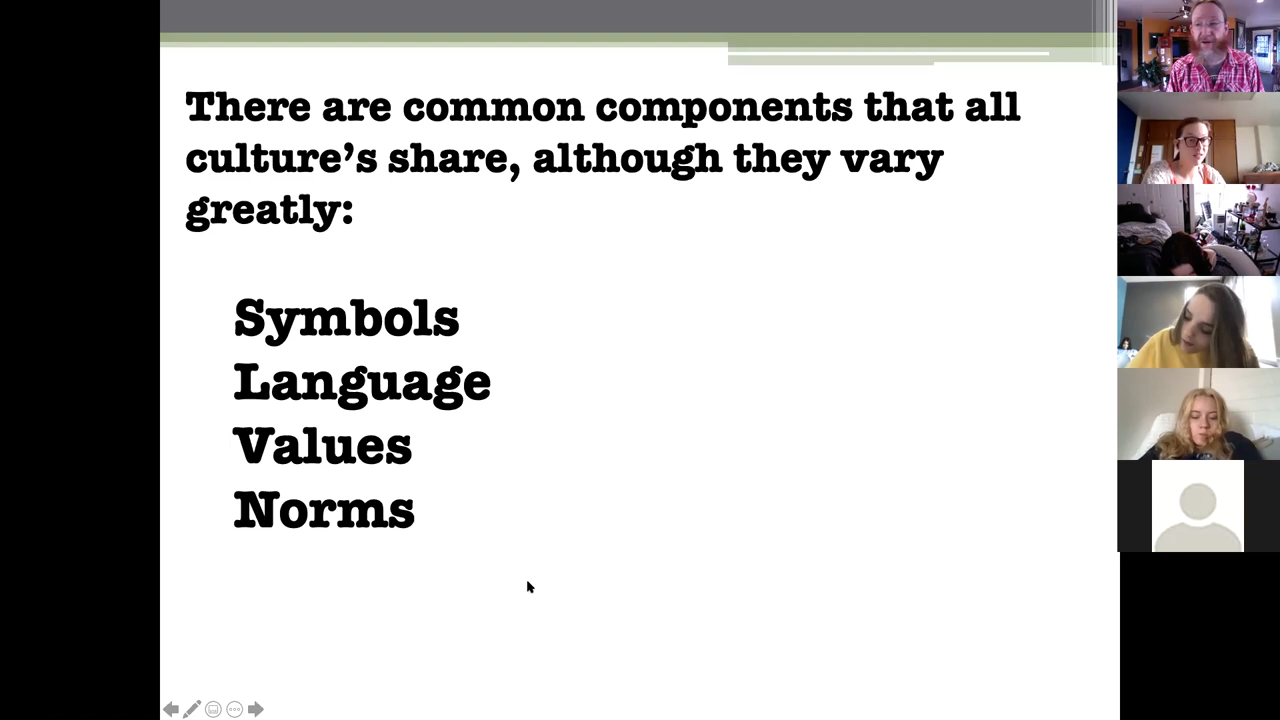 There are common components that all
culture’s share, although they vary
greatly:
Symbols
Language
Values
Norms